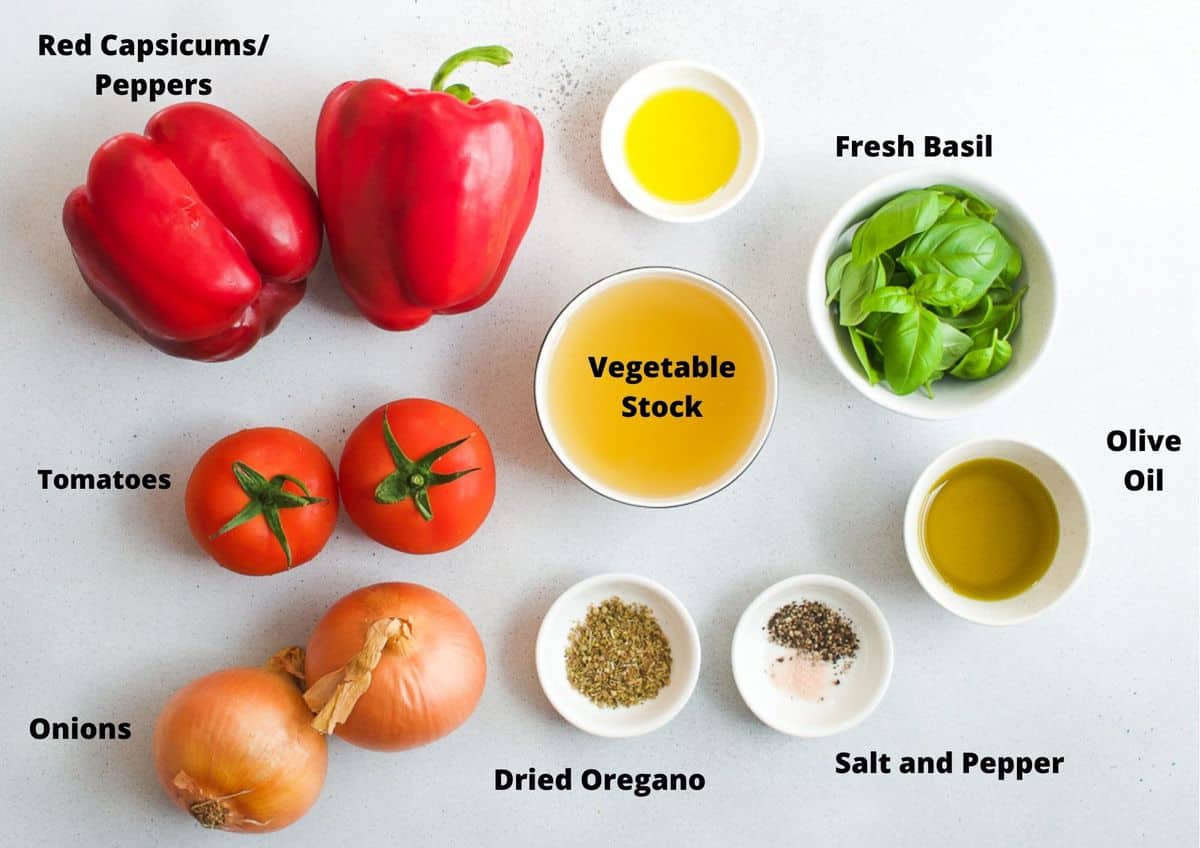 Red Capsicums/
Peppers
Fresh Basil
Vegetable
Stock
Olive
Oil
Tomatoes
Onions
Dried Oregano
Salt and Pepper